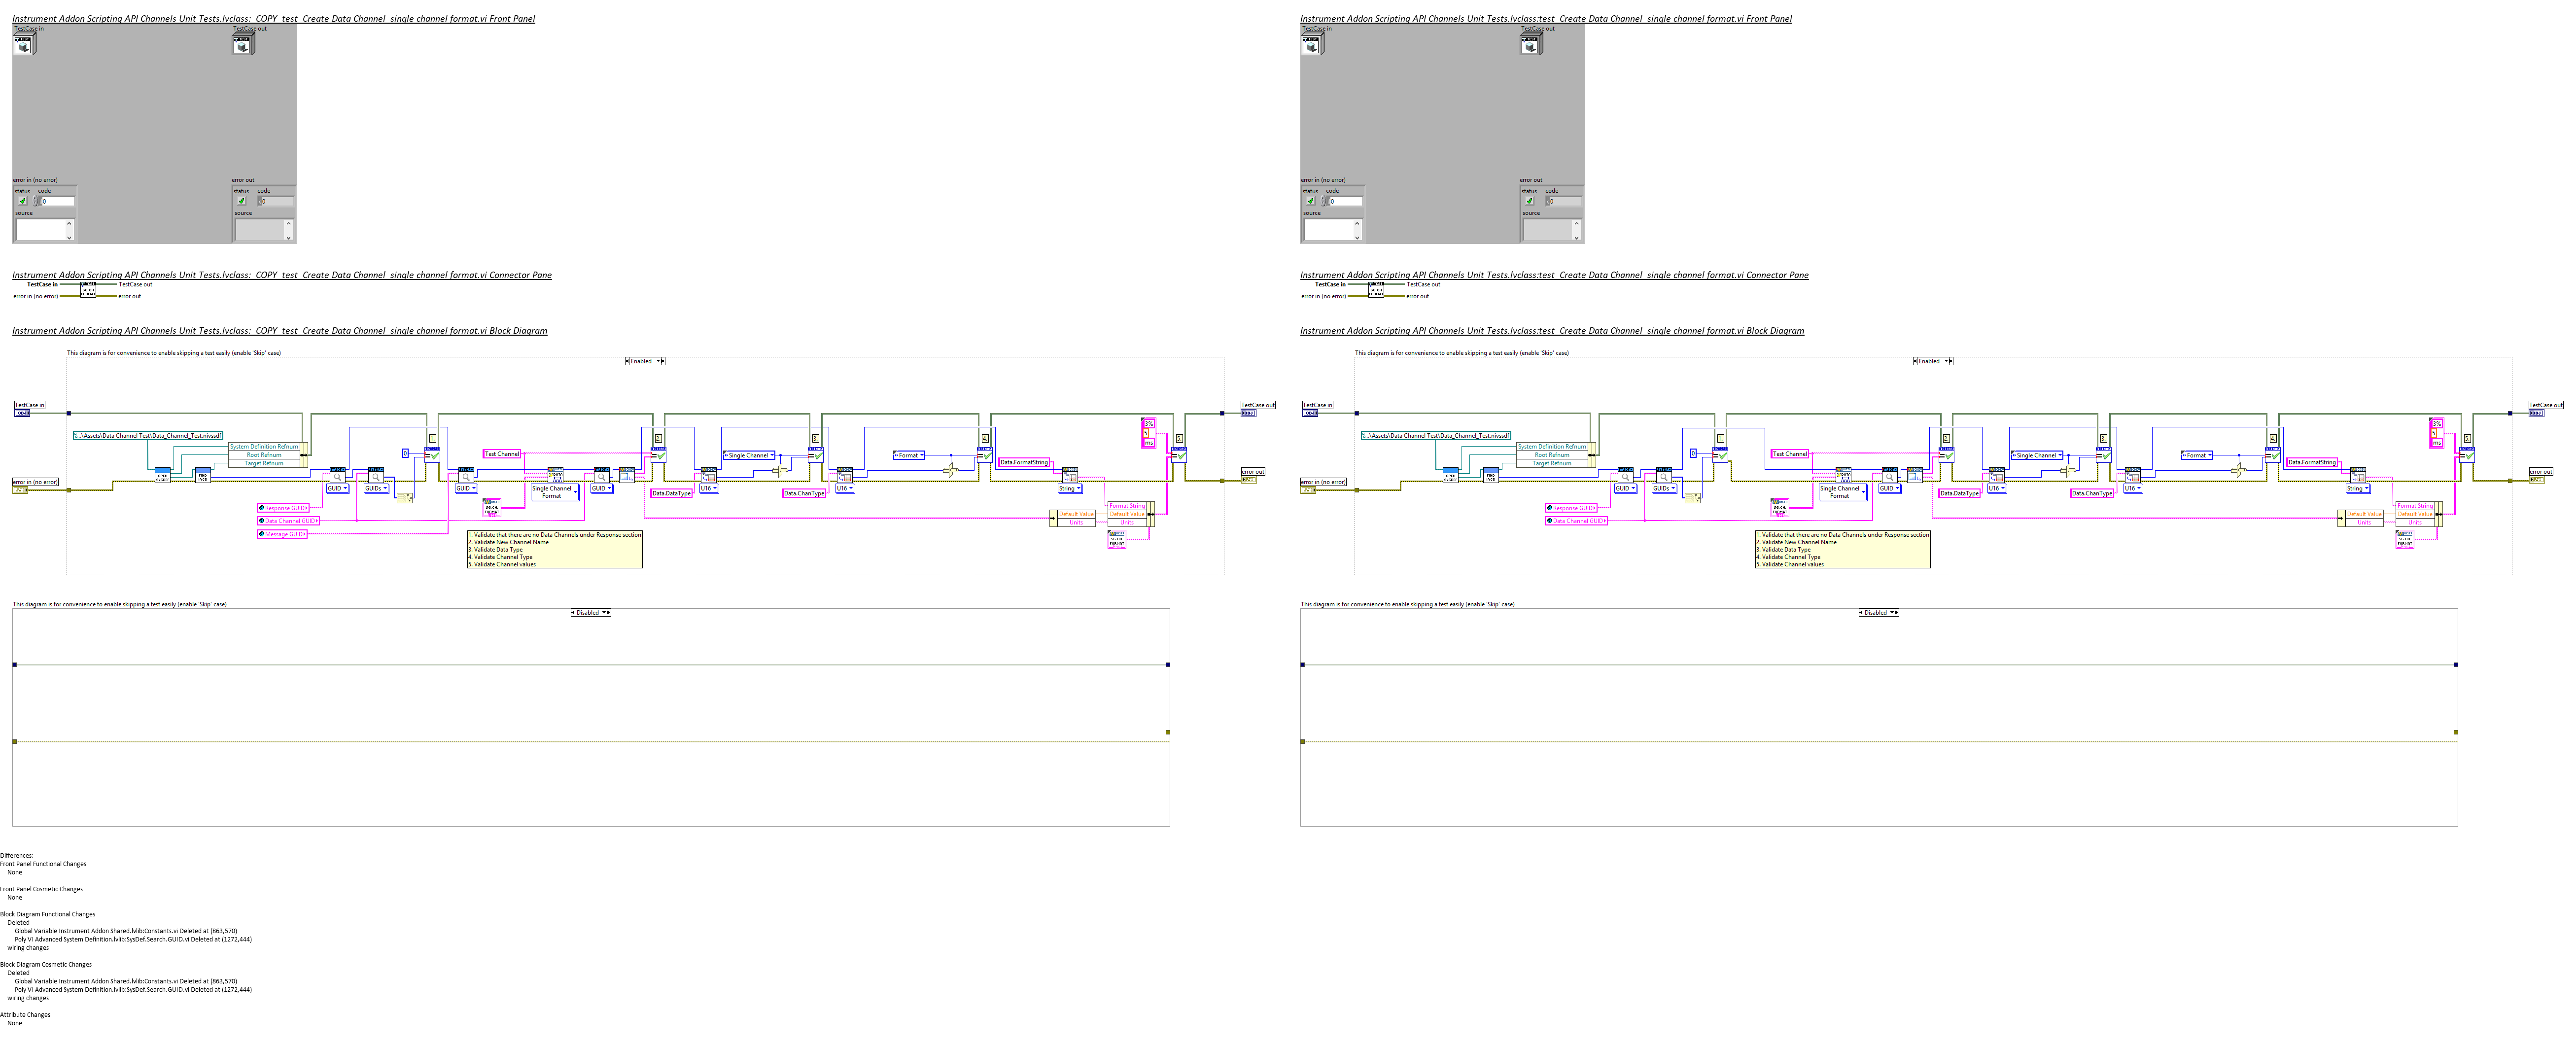 Instrument Addon Scripting API Channels Unit Tests.lvclass:_COPY_test_Create Data Channel_single channel format.vi Front Panel
TestCase in
TestCase out
error in (no error)
error out
status code
0
source
status code
0
source
Instrument Addon Scripting API Channels Unit Tests.lvclass:_COPY_test_Create Data Channel_single channel format.vi Connector Pane
TestCase in
TestCase out
error in (no error)
error out
Instrument Addon Scripting API Channels Unit Tests.lvclass:_COPY_test_Create Data Channel_single channel format.vi Block Diagram
This diagram is for convenience to enable skipping a test easily (enable 'Skip' case)
Enabled
TestCase in
TestCase out
..\Assets\Data Channel Test\Data_Channel_Test.nivssdf
System Definition Refnum
Root Refnum
Target Refnum
error in (no error)
error out
GUID
GUIDs
0
1.
GUID
Test Channel
Single Channel
Format
GUID
2.
Data.DataType
U16
Single Channel
3.
Data.ChanType
U16
Format
4.
Data.FormatString
String
3%
5
ms
5.
Format String
Default Value
Units
Default Value
Units
Response GUID
Data Channel GUID
Message GUID
1. Validate that there are no Data Channels under Response section
2. Validate New Channel Name
3. Validate Data Type
4. Validate Channel Type
5. Validate Channel values
This diagram is for convenience to enable skipping a test easily (enable 'Skip' case)
Disabled
Differences:
Front Panel Functional Changes
None
Front Panel Cosmetic Changes
None
Block Diagram Functional Changes
Deleted
Global Variable Instrument Addon Shared.lvlib:Constants.vi Deleted at (863,570)
Poly VI Advanced System Definition.lvlib:SysDef.Search.GUID.vi Deleted at (1272,444)
wiring changes
Block Diagram Cosmetic Changes
Deleted
Global Variable Instrument Addon Shared.lvlib:Constants.vi Deleted at (863,570)
Poly VI Advanced System Definition.lvlib:SysDef.Search.GUID.vi Deleted at (1272,444)
wiring changes
Attribute Changes
None
Instrument Addon Scripting API Channels Unit Tests.lvclass:test_Create Data Channel_single channel format.vi Front Panel
TestCase in
TestCase out
error in (no error)
error out
status code
0
source
status code
0
source
Instrument Addon Scripting API Channels Unit Tests.lvclass:test_Create Data Channel_single channel format.vi Connector Pane
TestCase in
TestCase out
error in (no error)
error out
Instrument Addon Scripting API Channels Unit Tests.lvclass:test_Create Data Channel_single channel format.vi Block Diagram
This diagram is for convenience to enable skipping a test easily (enable 'Skip' case)
Enabled
TestCase in
TestCase out
..\Assets\Data Channel Test\Data_Channel_Test.nivssdf
System Definition Refnum
Root Refnum
Target Refnum
error in (no error)
error out
GUID
GUIDs
0
1.
Test Channel
Single Channel
Format
GUID
2.
Data.DataType
U16
Single Channel
3.
Data.ChanType
U16
Format
4.
Data.FormatString
String
3%
5
ms
5.
Format String
Default Value
Units
Default Value
Units
Response GUID
Data Channel GUID
1. Validate that there are no Data Channels under Response section
2. Validate New Channel Name
3. Validate Data Type
4. Validate Channel Type
5. Validate Channel values
This diagram is for convenience to enable skipping a test easily (enable 'Skip' case)
Disabled